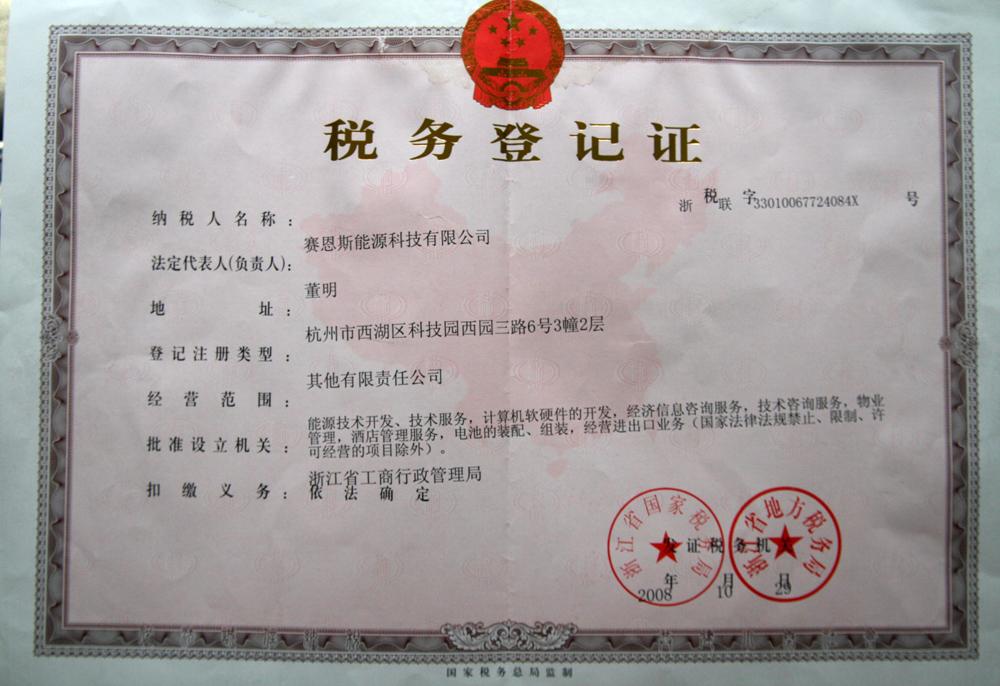 税务登记证
浙税联字33010067724084X号
纳税人名称：
赛恩斯能源科技有限公司
法定代表人(负责人)：
董明
地址：
杭州市西湖区科技园西园三路6号3幢2层
登记注册类型：
其他有限责任公司
经营范围：
能源技术开发、技术服务，计算机软硬件的开发，经济信息咨询服务，技术咨询服务，物业
管理，酒店管理服务，电池的装配、组装，经营进出口业务（国家法律法规禁止、限制、许
可经营的项目除外）。
批准设立机关：
浙江省工商行政管理局
扣缴义务：依法确定
浙江省国家税务局
浙江省地方税务局
发证税务机关
2008年10月29日
国家税务总局监制